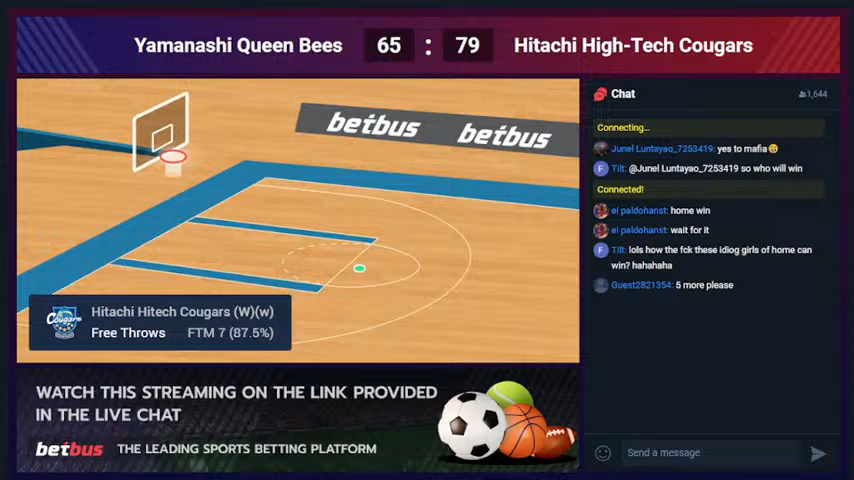 Yamanashi Queen Bees 65 : 79 Hitachi High-Tech Cougars
betbus betbus
Cougars
Hitachi Hitech Cougars (W)(w)
Free Throws FTM 7 (87.5%)
WATCH THIS STREAMING ON THE LINK PROVIDED
IN THE LIVE CHAT
betbus THE LEADING SPORTS BETTING PLATFORM
Chat 1,644
Connecting...
Junel Luntayao_7253419: yes to mafia😅
F Tilt: @Junel Luntayao_7253419 so who will win
Connected!
el paldohanst: home win
el paldohanst: wait for it
F Tilt: lols how the fck these idiog girls of home can
win? hahahaha
Guest2821354: 5 more please
Send a message